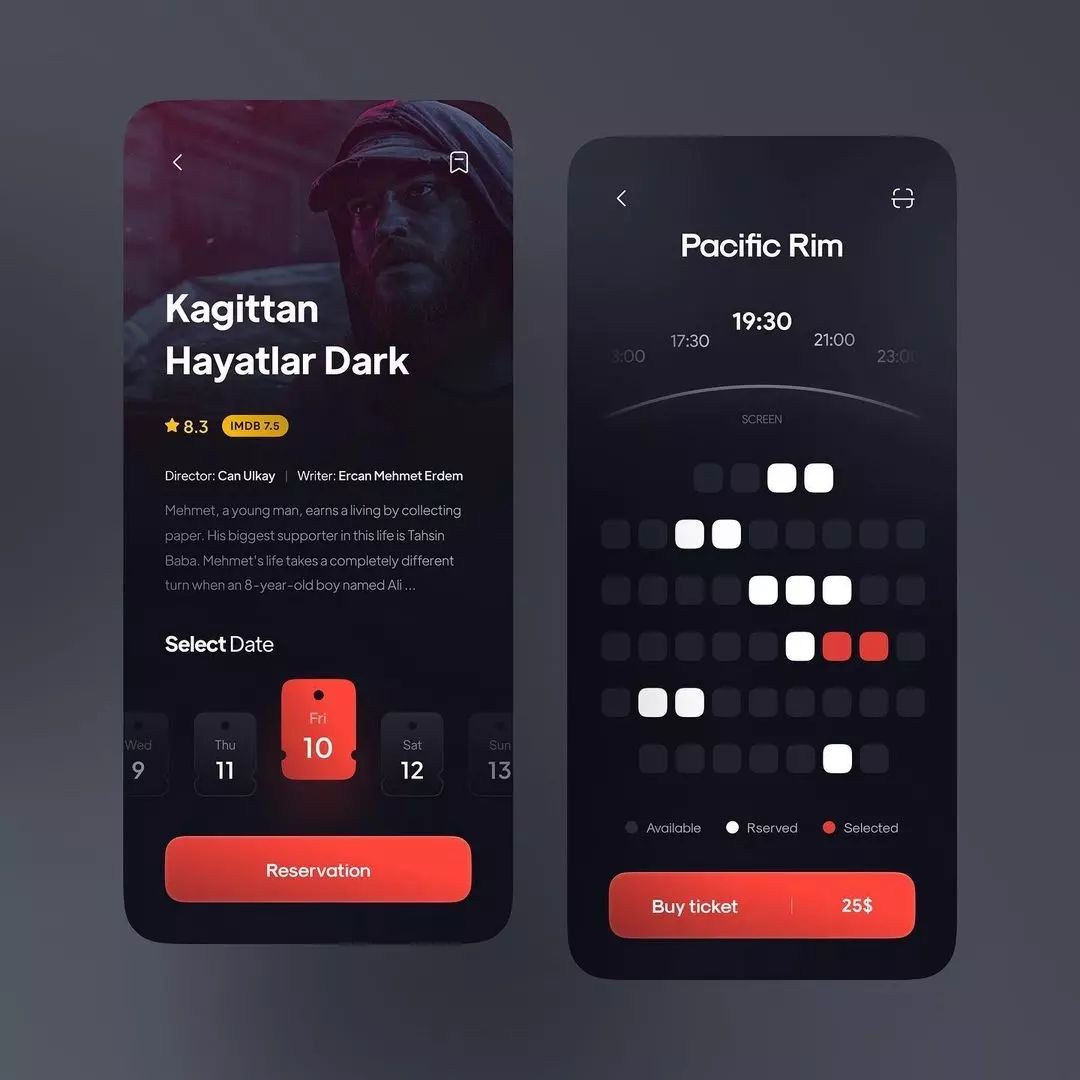 Kagittan
Hayatlar Dark
8.3 IMDB 7.5
Director: Can Ulkay | Writer: Ercan Mehmet Erdem
Mehmet, a young man, earns a living by collecting
paper. His biggest supporter in this life is Tahsin
Baba. Mehmet's life takes a completely different
turn when an 8-year-old boy named Ali ...
Select Date
Wed Thu Fri Sat Sun
9 11 10 12 13
Reservation
Pacific Rim
3:00 17:30 19:30 21:00 23:00
SCREEN
Available Rserved Selected
Buy ticket | 25$